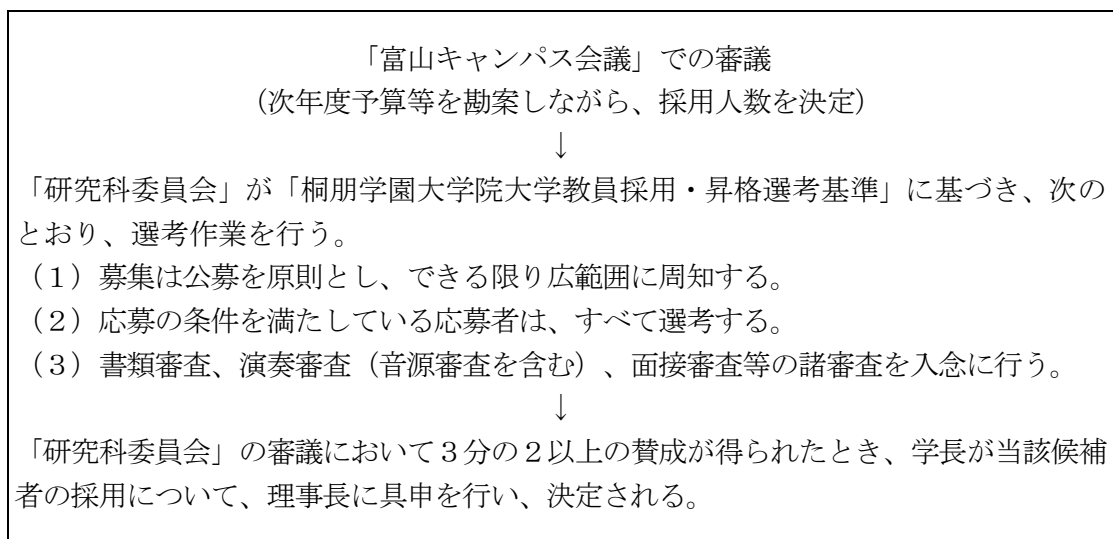 「富山キャンパス会議」での審議
(次年度予算等を勘案しながら、採用人数を決定)
↓
「研究科委員会」が「桐朋学園大学院大学教員採用・昇格選考基準」に基づき、次の
とおり、選考作業を行う。
(1)募集は公募を原則とし、できる限り広範囲に周知する。
(2)応募の条件を満たしている応募者は、すべて選考する。
(3)書類審査、演奏審査(音源審査を含む)、面接審査等の諸審査を入念に行う。
↓
「研究科委員会」の審議において3分の2以上の賛成が得られたとき、学長が当該候補
者の採用について、理事長に具申を行い、決定される。